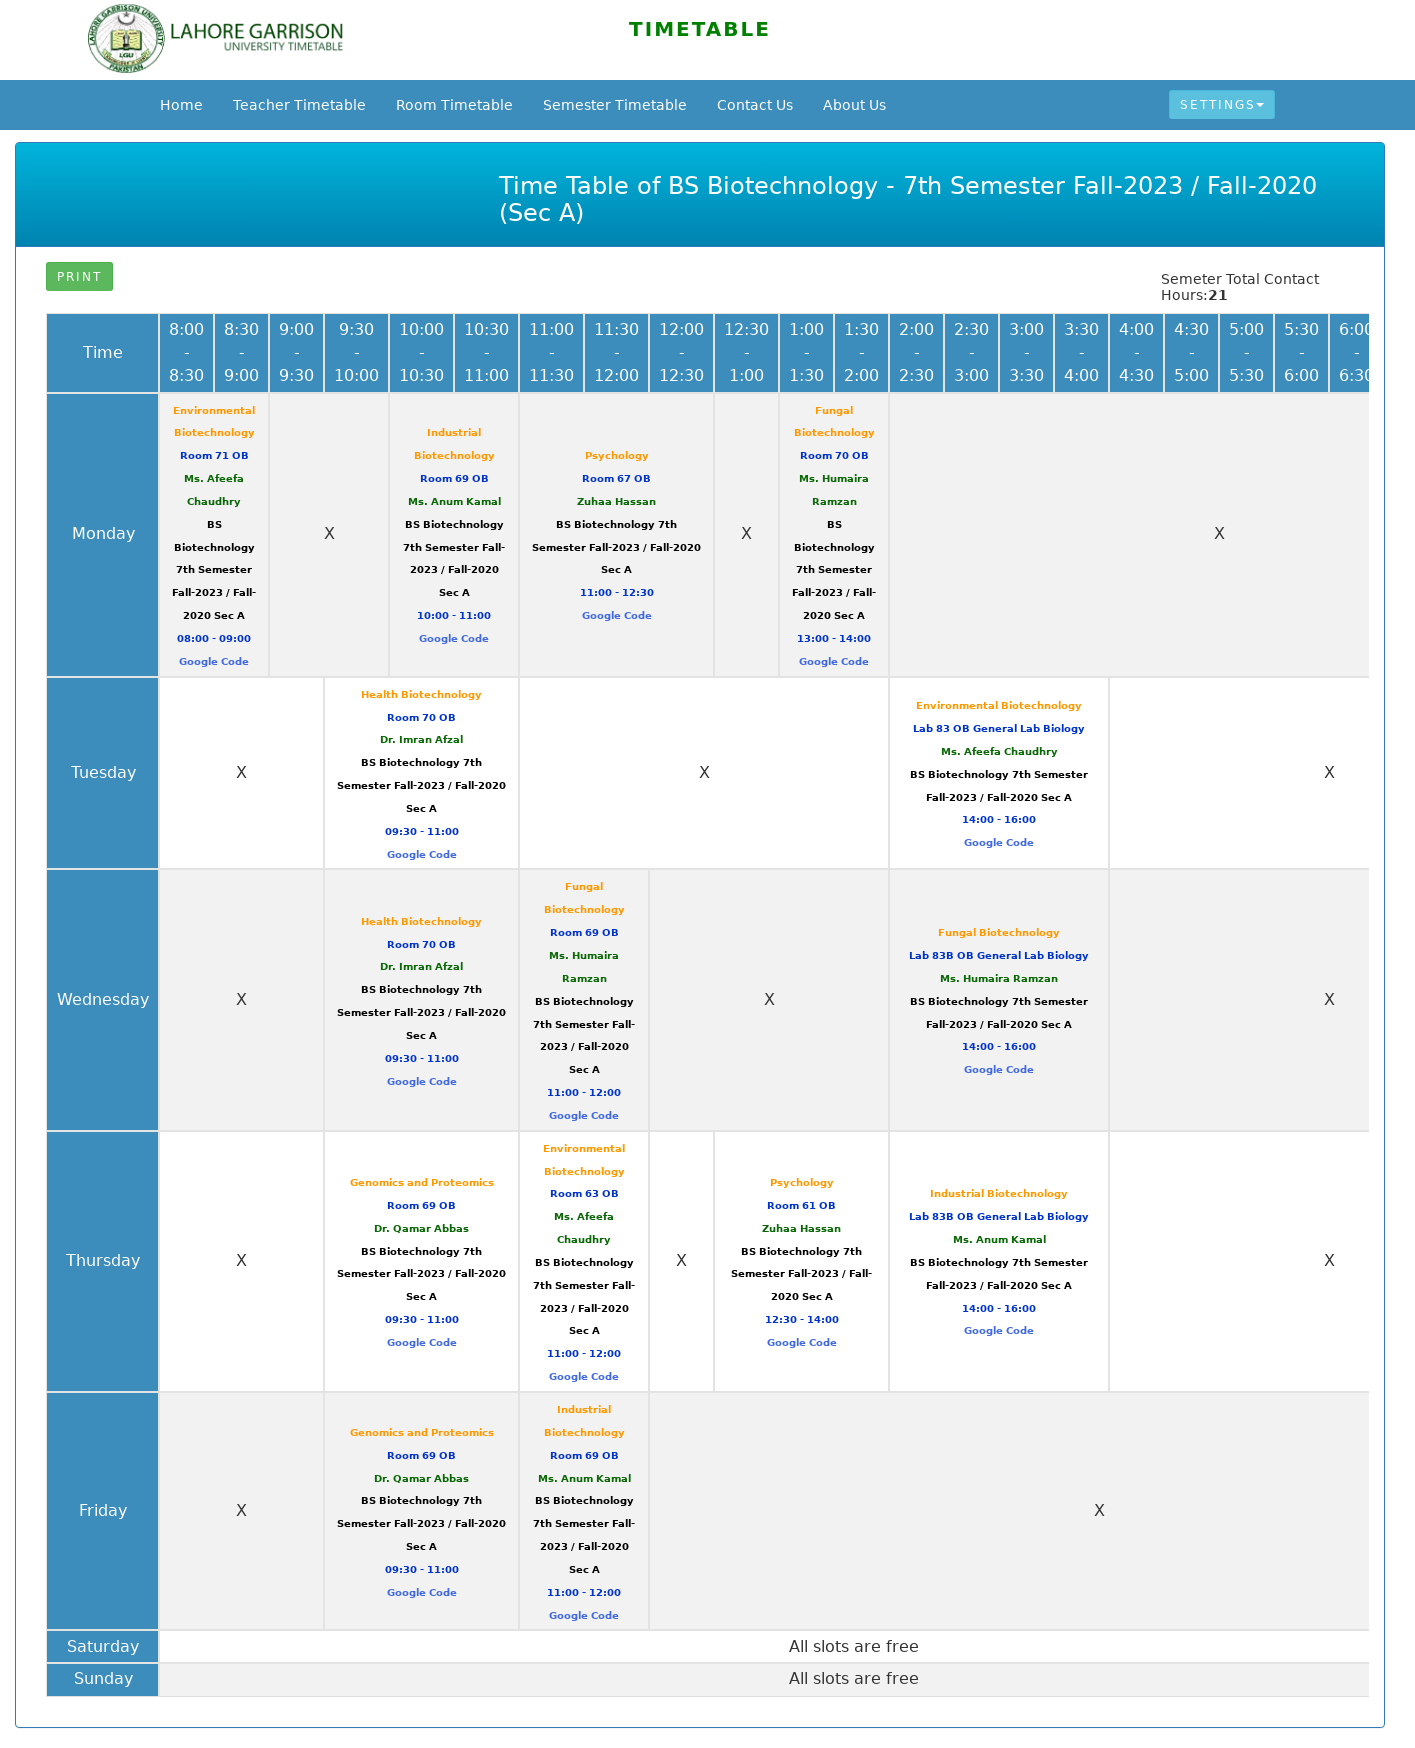 LAHORE GARRISON
UNIVERSITY TIMETABLE
TIMETABLE
Home Teacher Timetable Room Timetable Semester Timetable Contact Us About Us SETTINGS
Time Table of BS Biotechnology - 7th Semester Fall-2023 / Fall-2020
(Sec A)
PRINT
Semeter Total Contact
Hours:21
Time
8:00
-
8:30
8:30
-
9:00
9:00
-
9:30
9:30
-
10:00
10:00
-
10:30
10:30
-
11:00
11:00
-
11:30
11:30
-
12:00
12:00
-
12:30
12:30
-
1:00
1:00
-
1:30
1:30
-
2:00
2:00
-
2:30
2:30
-
3:00
3:00
-
3:30
3:30
-
4:00
4:00
-
4:30
4:30
-
5:00
5:00
-
5:30
5:30
-
6:00
6:00
-
6:30
Monday
Environmental
Biotechnology
Room 71 OB
Ms. Afeefa
Chaudhry
BS
Biotechnology
7th Semester
Fall-2023 / Fall-
2020 Sec A
08:00 - 09:00
Google Code
X
Industrial
Biotechnology
Room 69 OB
Ms. Anum Kamal
BS Biotechnology
7th Semester Fall-
2023 / Fall-2020
Sec A
10:00 - 11:00
Google Code
Psychology
Room 67 OB
Zuhaa Hassan
BS Biotechnology 7th
Semester Fall-2023 / Fall-2020
Sec A
11:00 - 12:30
Google Code
X
Fungal
Biotechnology
Room 70 OB
Ms. Humaira
Ramzan
BS
Biotechnology
7th Semester
Fall-2023 / Fall-
2020 Sec A
13:00 - 14:00
Google Code
X
Tuesday
X
Health Biotechnology
Room 70 OB
Dr. Imran Afzal
BS Biotechnology 7th
Semester Fall-2023 / Fall-2020
Sec A
09:30 - 11:00
Google Code
X
Environmental Biotechnology
Lab 83 OB General Lab Biology
Ms. Afeefa Chaudhry
BS Biotechnology 7th Semester
Fall-2023 / Fall-2020 Sec A
14:00 - 16:00
Google Code
X
Wednesday
X
Health Biotechnology
Room 70 OB
Dr. Imran Afzal
BS Biotechnology 7th
Semester Fall-2023 / Fall-2020
Sec A
09:30 - 11:00
Google Code
Fungal
Biotechnology
Room 69 OB
Ms. Humaira
Ramzan
BS Biotechnology
7th Semester Fall-
2023 / Fall-2020
Sec A
11:00 - 12:00
Google Code
X
Fungal Biotechnology
Lab 83B OB General Lab Biology
Ms. Humaira Ramzan
BS Biotechnology 7th Semester
Fall-2023 / Fall-2020 Sec A
14:00 - 16:00
Google Code
X
Thursday
X
Genomics and Proteomics
Room 69 OB
Dr. Qamar Abbas
BS Biotechnology 7th
Semester Fall-2023 / Fall-2020
Sec A
09:30 - 11:00
Google Code
Environmental
Biotechnology
Room 63 OB
Ms. Afeefa
Chaudhry
BS Biotechnology
7th Semester Fall-
2023 / Fall-2020
Sec A
11:00 - 12:00
Google Code
X
Psychology
Room 61 OB
Zuhaa Hassan
BS Biotechnology 7th
Semester Fall-2023 / Fall-
2020 Sec A
12:30 - 14:00
Google Code
Industrial Biotechnology
Lab 83B OB General Lab Biology
Ms. Anum Kamal
BS Biotechnology 7th Semester
Fall-2023 / Fall-2020 Sec A
14:00 - 16:00
Google Code
X
Friday
X
Genomics and Proteomics
Room 69 OB
Dr. Qamar Abbas
BS Biotechnology 7th
Semester Fall-2023 / Fall-2020
Sec A
09:30 - 11:00
Google Code
Industrial
Biotechnology
Room 69 OB
Ms. Anum Kamal
BS Biotechnology
7th Semester Fall-
2023 / Fall-2020
Sec A
11:00 - 12:00
Google Code
X
Saturday
All slots are free
Sunday
All slots are free